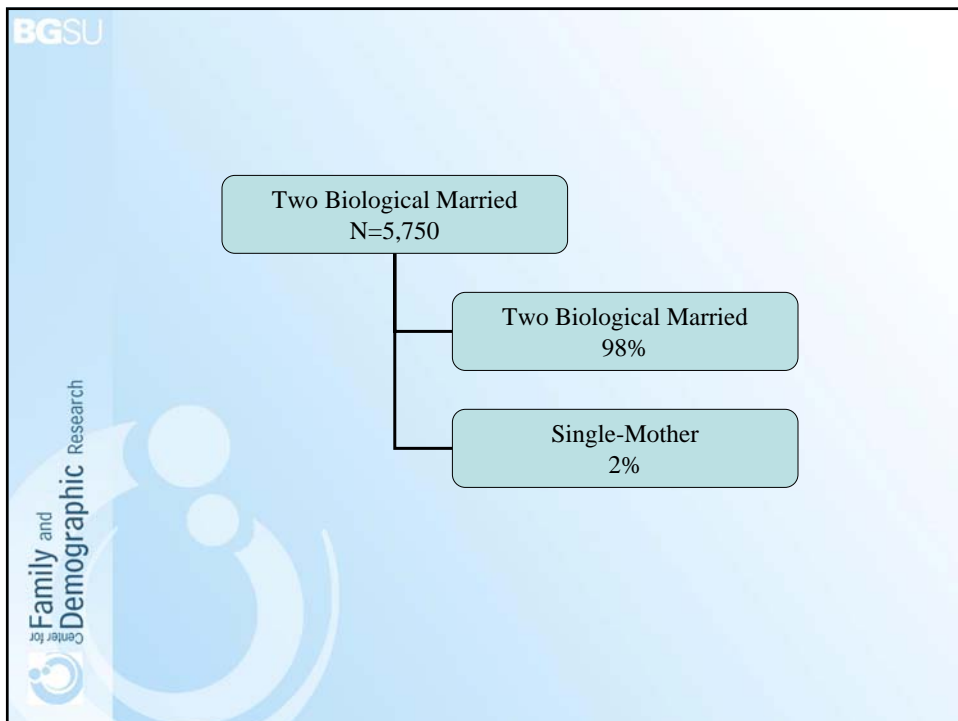 BGSU
Two Biological Married
N=5,750
Two Biological Married
98%
Single-Mother
2%
Center for
Family and
Demographic Research